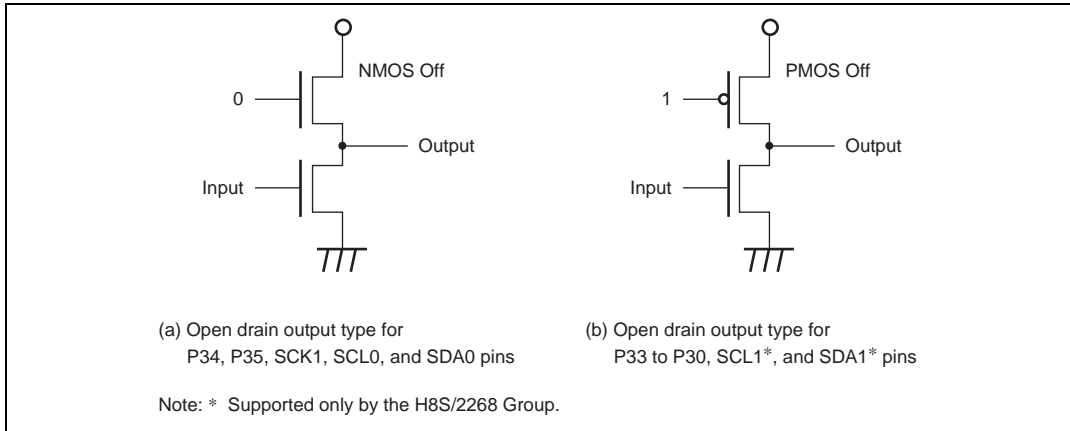 NMOS Off
0
Output
Input
PMOS Off
1
Output
Input
(a) Open drain output type for
P34, P35, SCK1, SCL0, and SDA0 pins
(b) Open drain output type for
P33 to P30, SCL1*, and SDA1* pins
Note: * Supported only by the H8S/2268 Group.